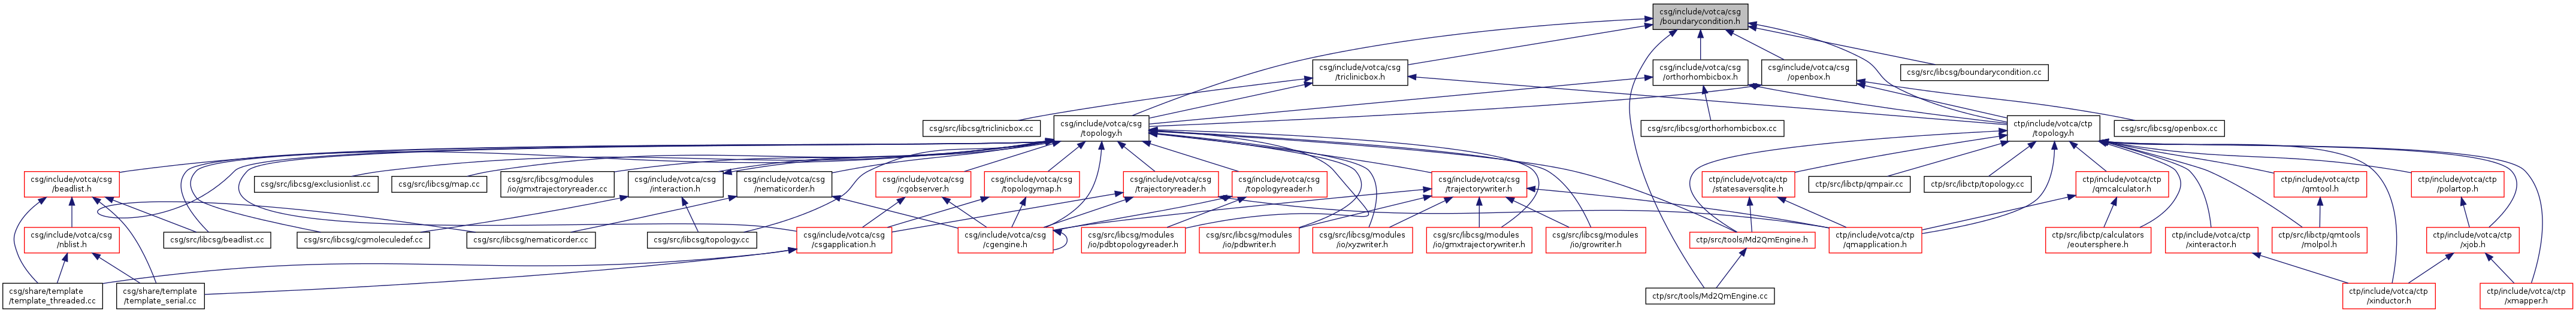 csg/include/votca/csg
/boundarycondition.h
csg/include/votca/csg
/triclinicbox.h
csg/include/votca/csg
/orthorhombicbox.h
csg/include/votca/csg
/openbox.h
csg/src/libcsg/boundarycondition.cc
csg/src/libcsg/triclinicbox.cc
csg/include/votca/csg
/topology.h
csg/src/libcsg/orthorhombicbox.cc
ctp/include/votca/ctp
/topology.h
csg/src/libcsg/openbox.cc
csg/include/votca/csg
/beadlist.h
csg/src/libcsg/exclusionlist.cc
csg/src/libcsg/map.cc
csg/src/libcsg/modules
/io/gmxtrajectoryreader.cc
csg/include/votca/csg
/interaction.h
csg/include/votca/csg
/nematicorder.h
csg/include/votca/csg
/cgobserver.h
csg/include/votca/csg
/topologymap.h
csg/include/votca/csg
/trajectoryreader.h
csg/include/votca/csg
/topologyreader.h
csg/include/votca/csg
/trajectorywriter.h
ctp/include/votca/ctp
/statesaversqlite.h
ctp/src/libctp/qmpair.cc
ctp/src/libctp/topology.cc
ctp/include/votca/ctp
/qmcalculator.h
ctp/include/votca/ctp
/qmtool.h
ctp/include/votca/ctp
/polartop.h
csg/include/votca/csg
/nblist.h
csg/src/libcsg/beadlist.cc
csg/src/libcsg/cgmoleculedef.cc
csg/src/libcsg/nematicorder.cc
csg/src/libcsg/topology.cc
csg/include/votca/csg
/csgapplication.h
csg/include/votca/csg
/cgengine.h
csg/src/libcsg/modules
/io/pdbtopologyreader.h
csg/src/libcsg/modules
/io/pdbwriter.h
csg/src/libcsg/modules
/io/xyzwriter.h
csg/src/libcsg/modules
/io/gmxtrajectorywriter.h
csg/src/libcsg/modules
/io/growriter.h
ctp/src/tools/Md2QmEngine.h
ctp/include/votca/ctp
/qmapplication.h
ctp/src/libctp/calculators
/eoutersphere.h
ctp/include/votca/ctp
/xinteractor.h
ctp/src/libctp/qmtools
/molpol.h
ctp/include/votca/ctp
/xjob.h
csg/share/template
/template_threaded.cc
csg/share/template
/template_serial.cc
ctp/src/tools/Md2QmEngine.cc
ctp/include/votca/ctp
/xinductor.h
ctp/include/votca/ctp
/xmapper.h